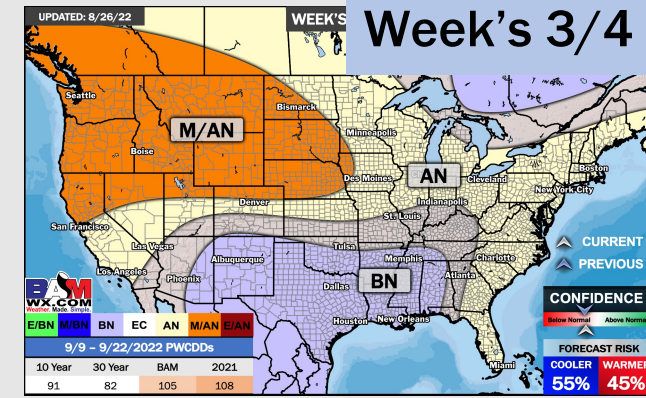 UPDATED: 8/26/22
WEEK'S
Week's 3/4
Seattle
Bismarck
M/AN
Minneapolis
Boise
Boston
Des Moines
AN
Cleveland
New York City
Denver
Indianapolis
St. Louis
San Francisco
Las Vegas
Tulsa
CURRENT
Albuquerque
Memphis
Charlotte
PREVIOUS
Los Angeles
Phoenix
Atlanta
BN
Dallas
BAM
WX.COM
Weather. Made. Simple.
CONFIDENCE
Below Normal Above Norma
Houston
New Orleans
E/BN M/BN BN EC AN M/AN E/AN
FORECAST RISK
9/9 – 9/22/2022 PWCDDs
Miami
COOLER WARME
10 Year 30 Year BAM 2021
55% 45%
91 82 105 108